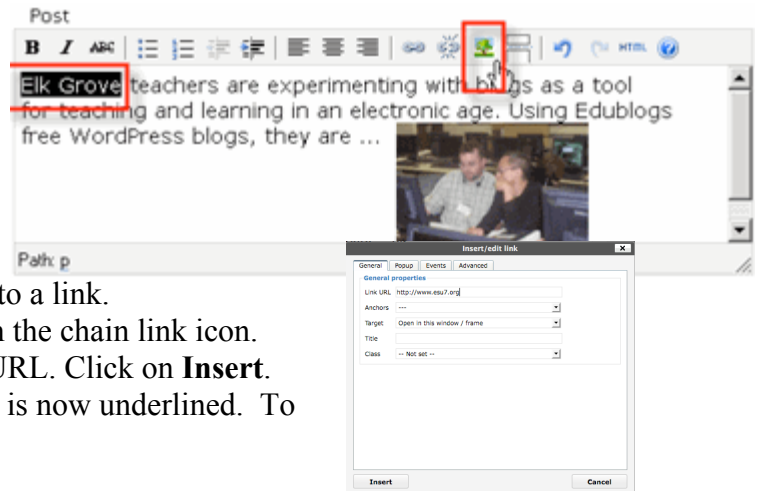 Post
B I ABC HTML
Elk Grove teachers are experimenting with blogs as a tool
for teaching and learning in an electronic age. Using Edublogs
free WordPress blogs, they are ...
Path: p
to a link.
the chain link icon.
URL. Click on Insert.
is now underlined. To
Insert/edit link
General Popup Events Advanced
General properties
Link URL http://www.esu7.org
Anchors ---
Target Open in this window / frame
Title
Class -- Not set --
Insert Cancel